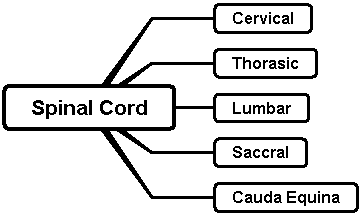 Spinal Cord
Cervical
Thorasic
Lumbar
Saccral
Cauda Equina